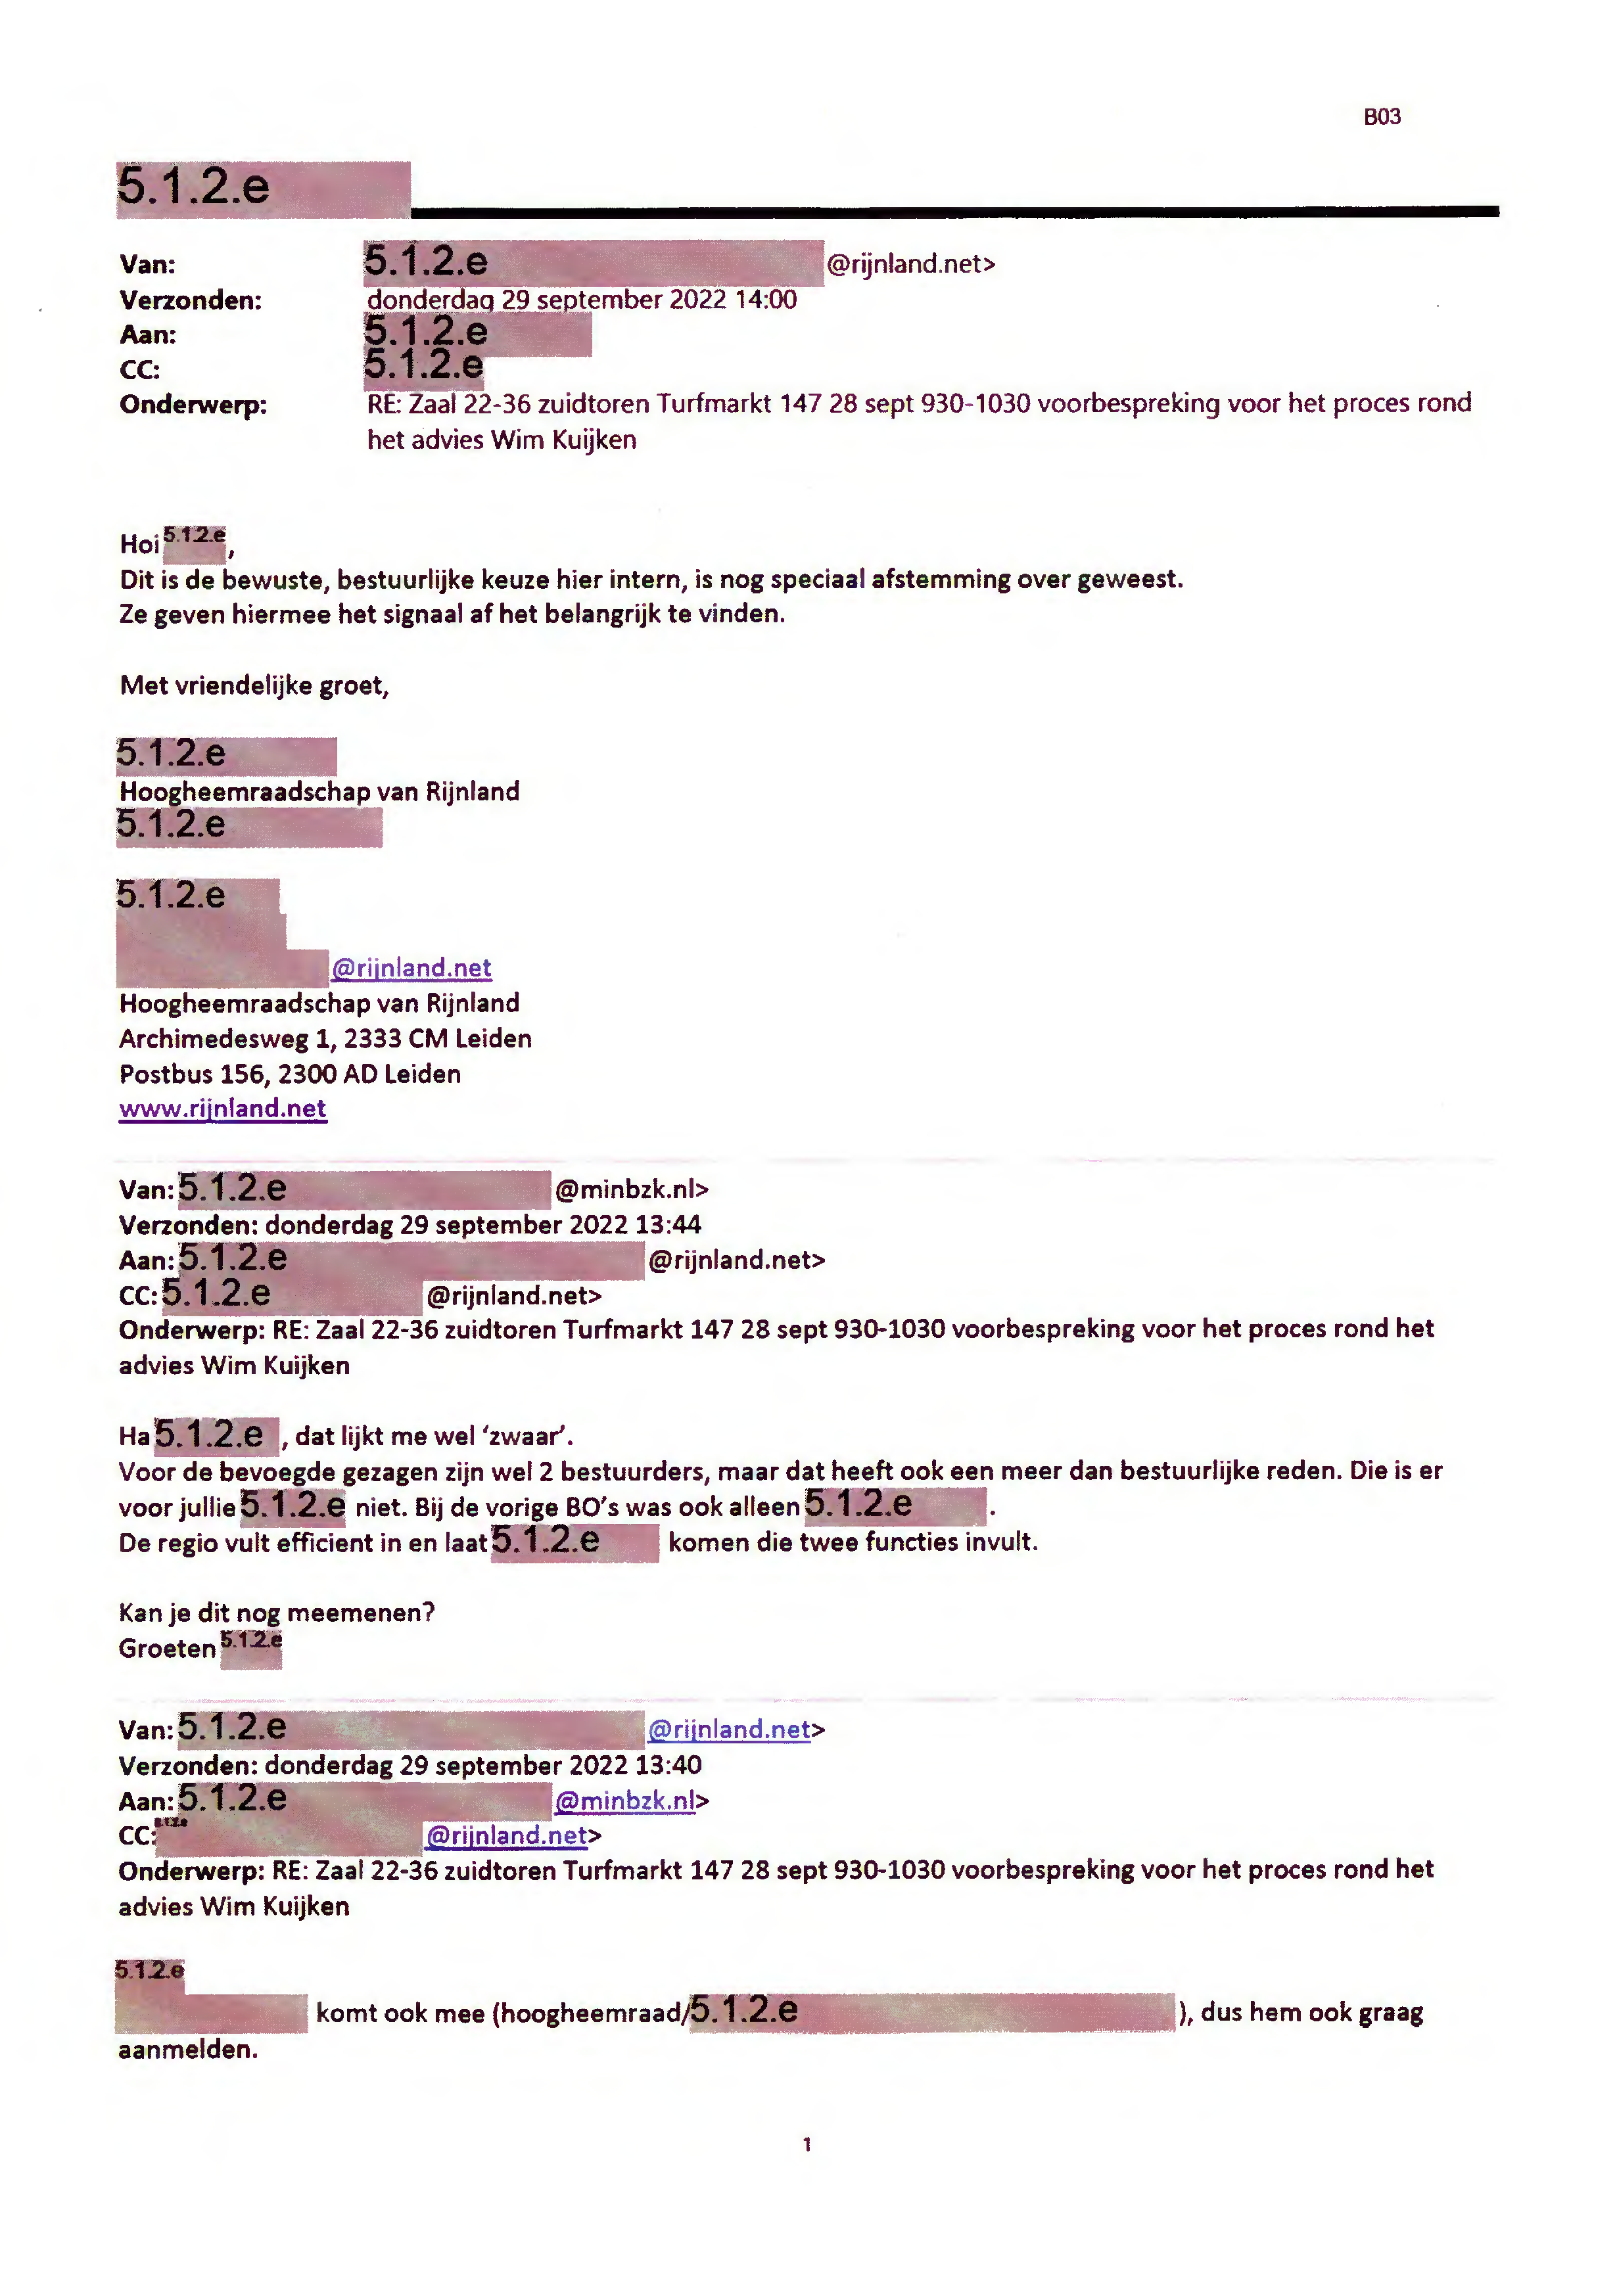 B03
5.1.2.e
Van: 5.1.2.e @rijnland.net>
Verzonden: donderdag 29 september 2022 14:00
Aan: 5.1.2.e
CC: 5.1.2.e
Onderwerp: RE: Zaal 22-36 zuidtoren Turfmarkt 147 28 sept 930-1030 voorbespreking voor het proces rond
het advies Wim Kuijken
Hoi 5.1.2.e,
Dit is de bewuste, bestuurlijke keuze hier intern, is nog speciaal afstemming over geweest.
Ze geven hiermee het signaal af het belangrijk te vinden.
Met vriendelijke groet,
5.1.2.e
Hoogheemraadschap van Rijnland
5.1.2.e
5.1.2.e
@rijnland.net
Hoogheemraadschap van Rijnland
Archimedesweg 1, 2333 CM Leiden
Postbus 156, 2300 AD Leiden
www.rijnland.net
Van: 5.1.2.e @minbzk.nl>
Verzonden: donderdag 29 september 2022 13:44
Aan: 5.1.2.e @rijnland.net>
CC: 5.1.2.e @rijnland.net>
Onderwerp: RE: Zaal 22-36 zuidtoren Turfmarkt 147 28 sept 930-1030 voorbespreking voor het proces rond het
advies Wim Kuijken
Ha 5.1.2.e , dat lijkt me wel 'zwaar'.
Voor de bevoegde gezagen zijn wel 2 bestuurders, maar dat heeft ook een meer dan bestuurlijke reden. Die is er
voor jullie 5.1.2.e niet. Bij de vorige BO's was ook alleen 5.1.2.e .
De regio vult efficient in en laat 5.1.2.e komen die twee functies invult.
Kan je dit nog meemenen?
Groeten 5.1.2.e
Van: 5.1.2.e @rijnland.net>
Verzonden: donderdag 29 september 2022 13:40
Aan: 5.1.2.e @minbzk.nl>
CC: 5.1.2.e @rijnland.net>
Onderwerp: RE: Zaal 22-36 zuidtoren Turfmarkt 147 28 sept 930-1030 voorbespreking voor het proces rond het
advies Wim Kuijken
5.1.2.e
komt ook mee (hoogheemraad/5.1.2.e ), dus hem ook graag
aanmelden.
1